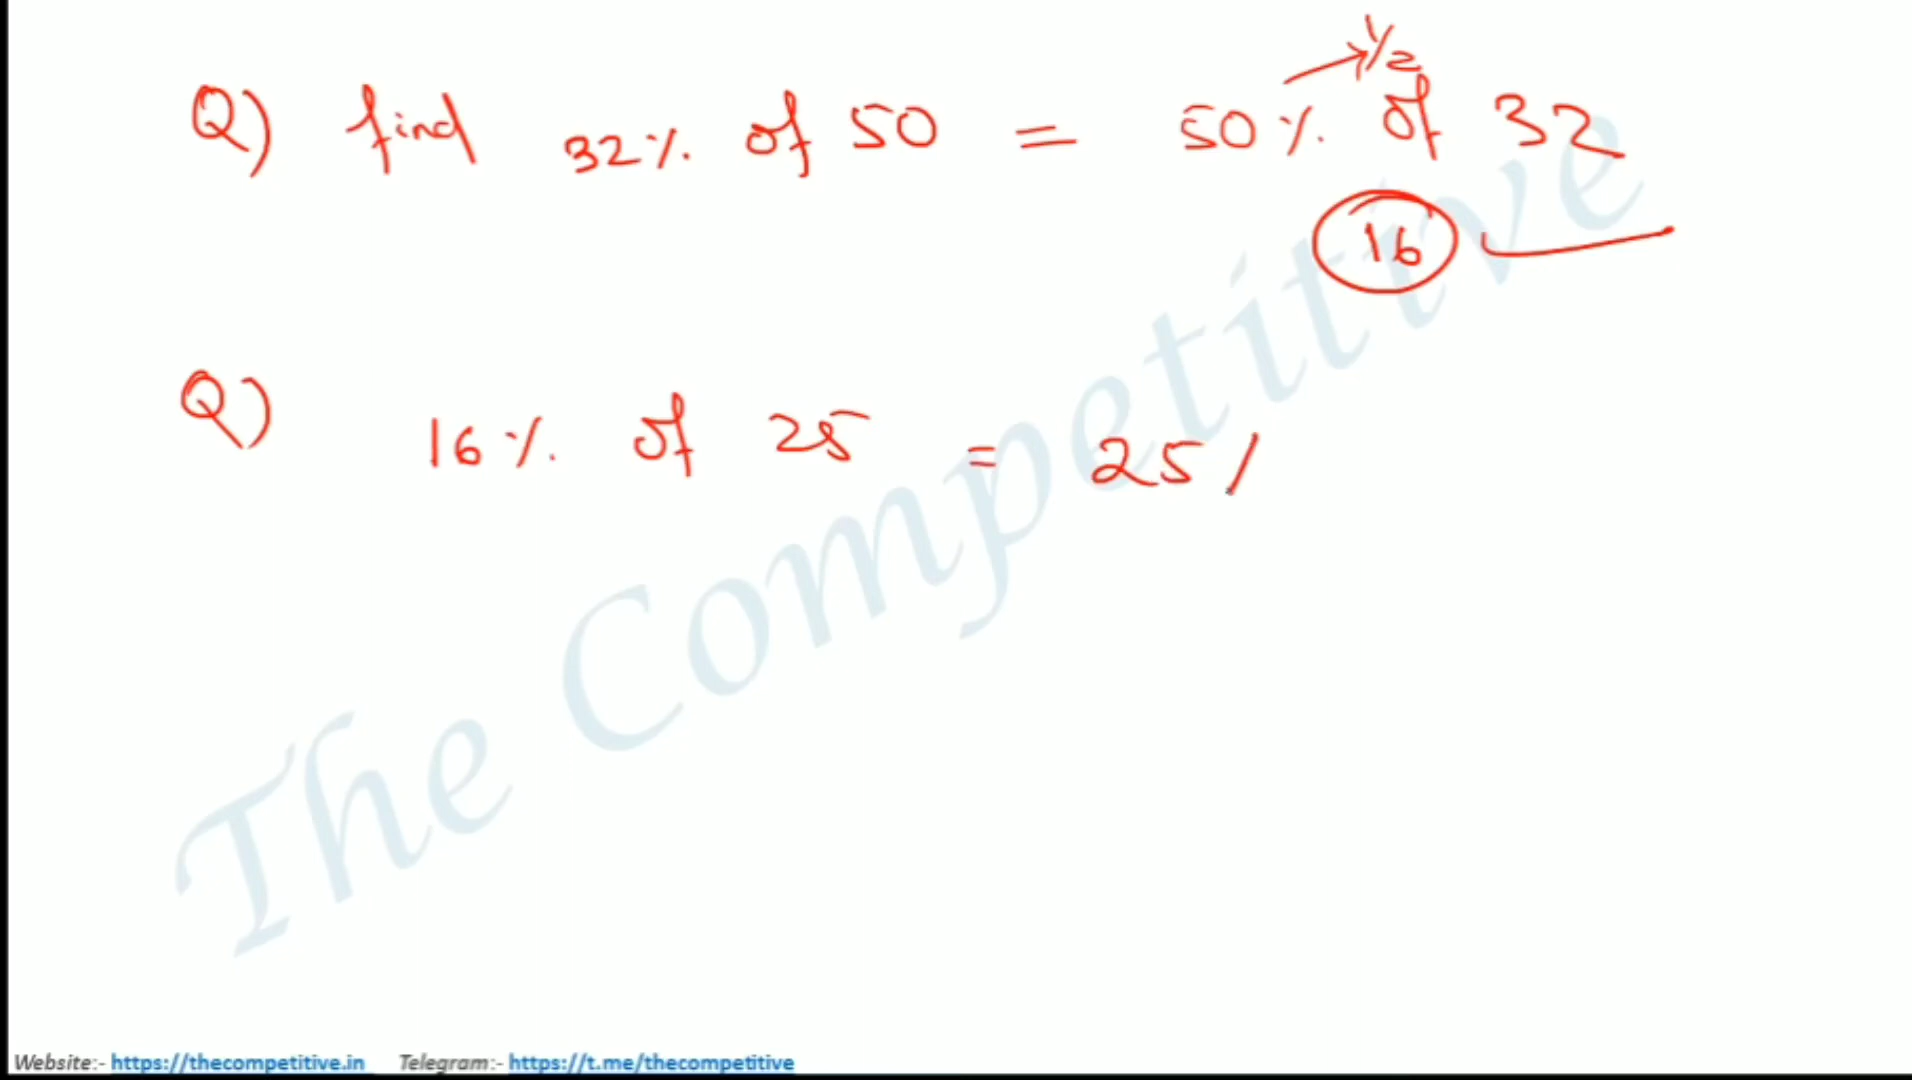 1/2
Q) find 32% of 50 = 50% of 32
16
Q) 16% of 25 = 25/
The Competitive
Website:- https://thecompetitive.in Telegram:- https://t.me/thecompetitive